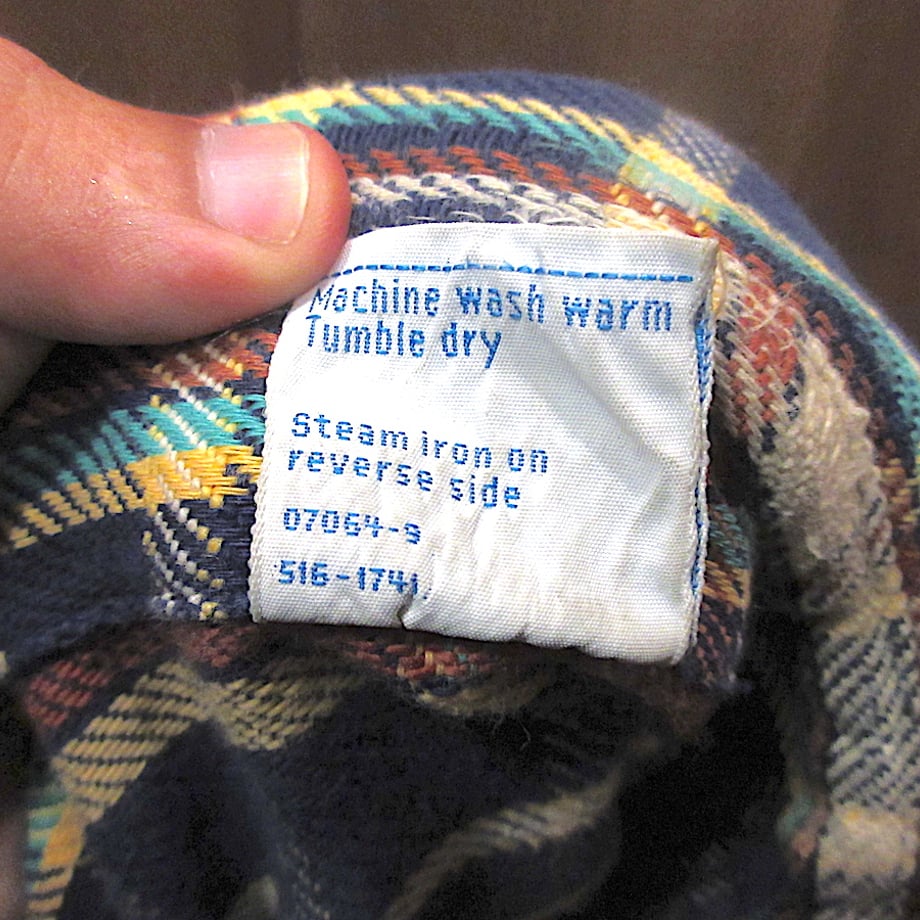 Machine wash warm
Tumble dry
Steam iron on
reverse side
07064-9
516-1741